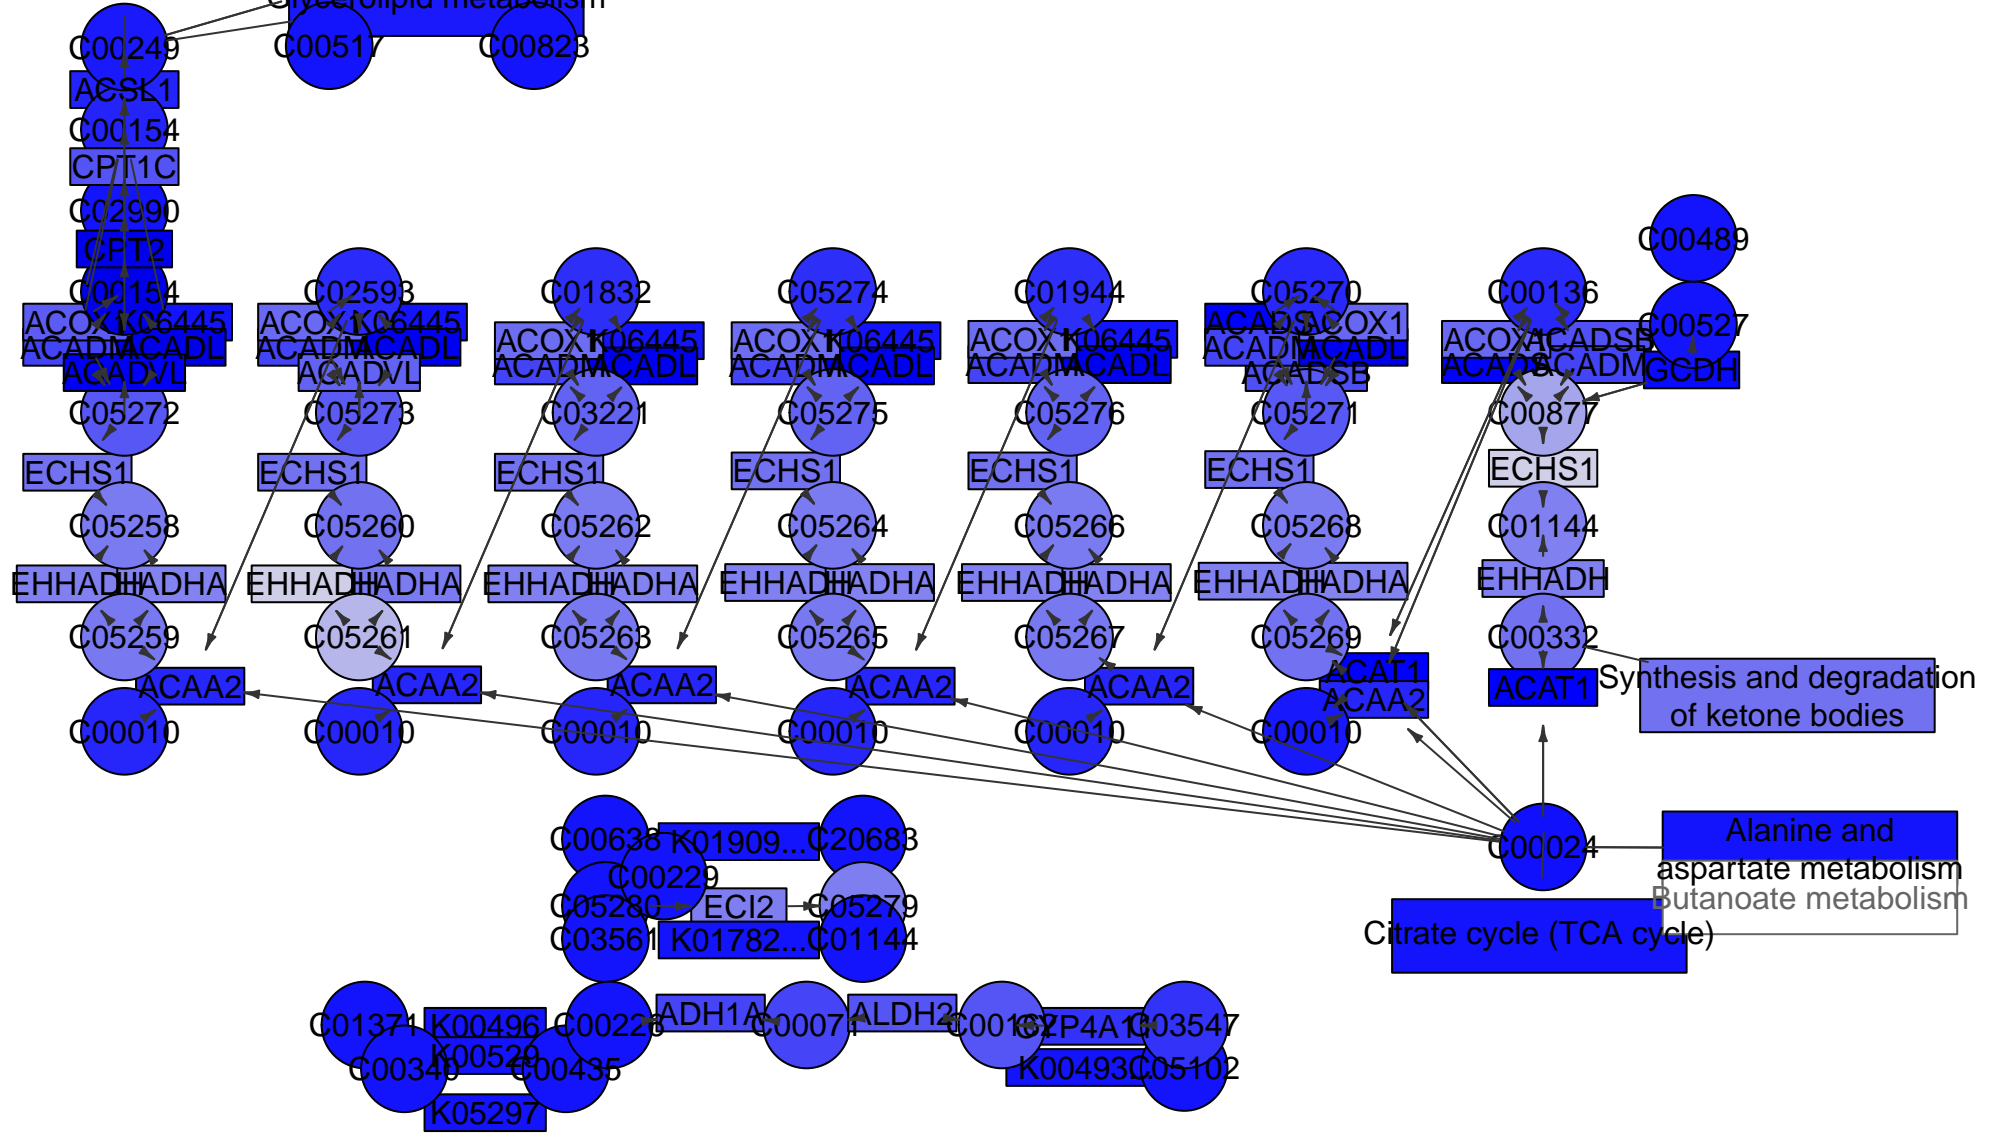 Glycerolipid metabolism
C00249
C00517
C00823
ACSL1
C00154
CPT1C
C02990
CPT2
C00489
C00154
C02593
C01832
C05274
C01944
C05270
C00136
C00527
ACOX1
K06445
ACOX1
K06445
ACOX1
K06445
ACOX1
K06445
ACOX1
K06445
ACADS
ACOX1
ACOX1
ACADSB
ACADM
ACADL
ACADM
ACADL
ACADM
ACADL
ACADM
ACADL
ACADM
ACADL
ACADM
ACADL
ACADS
ACADM
GCDH
ACADVL
ACADVL
ACADSB
C05272
C05273
C03221
C05275
C05276
C05271
C00877
ECHS1
ECHS1
ECHS1
ECHS1
ECHS1
ECHS1
ECHS1
C05258
C05260
C05262
C05264
C05266
C05268
C01144
EHHADH
HADHA
EHHADH
HADHA
EHHADH
HADHA
EHHADH
HADHA
EHHADH
HADHA
EHHADH
HADHA
EHHADH
C05259
C05261
C05263
C05265
C05267
C05269
C00332
ACAA2
ACAA2
ACAA2
ACAA2
ACAA2
ACAT1
ACAA2
ACAT1
Synthesis and degradation
of ketone bodies
C00010
C00010
C00010
C00010
C00010
C00010
C00638
K01909...
C20683
C00024
Alanine and
aspartate metabolism
C00229
Butanoate metabolism
C05280
ECI2
C05279
C03561
K01782...
C01144
Citrate cycle (TCA cycle)
C01371
K00496
C00226
ADH1A
C00071
ALDH2
C00162
CYP4A11
C03547
C00340
K00529
C00435
K00493...
C05102
K05297